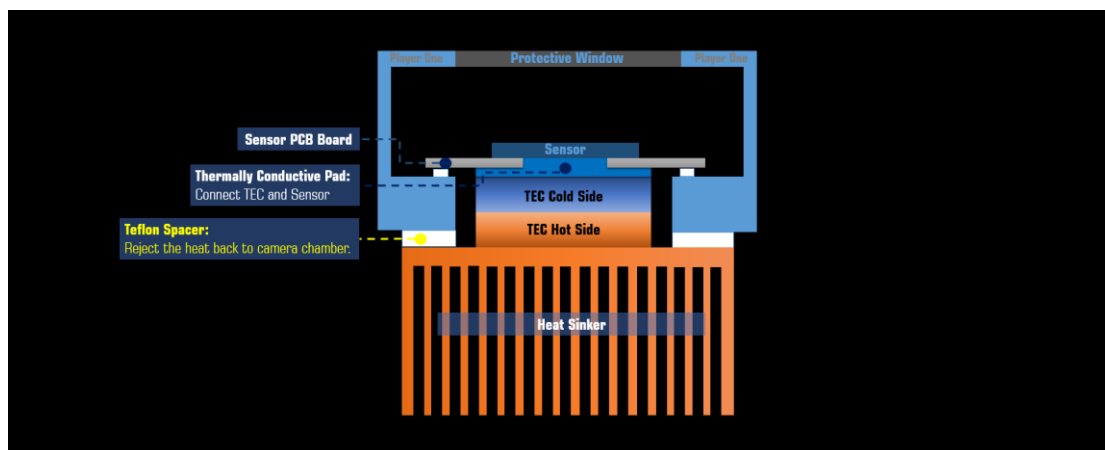 Player One
Protective Window
Player One
Sensor PCB Board
Sensor
Thermally Conductive Pad:
Connect TEC and Sensor
TEC Cold Side
Teflon Spacer:
Reject the heat back to camera chamber.
TEC Hot Side
Heat Sinker